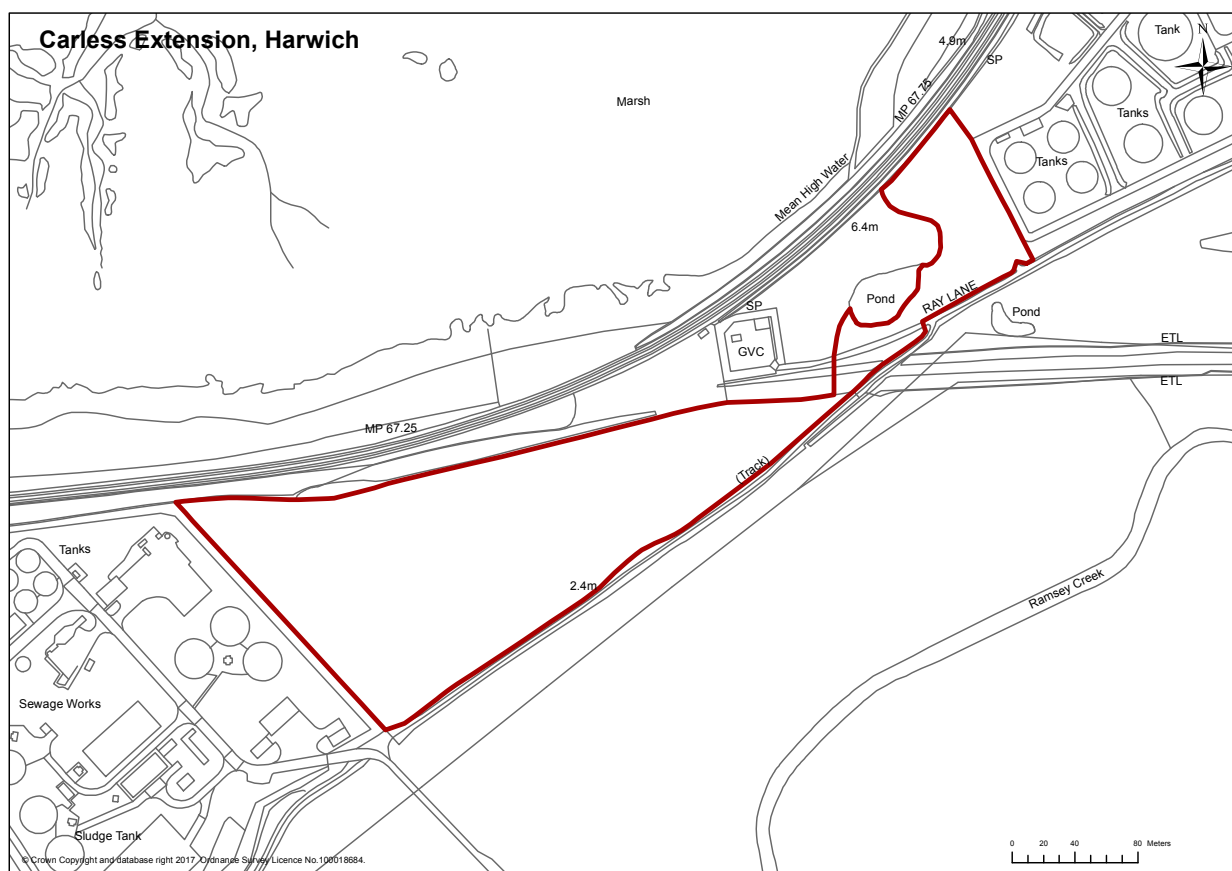 Carless Extension, Harwich
Tank
N
4.9m
SP
MP 67.75
Marsh
Tanks
Tanks
Mean High Water
6.4m
Pond
RAY LANE
SP
Pond
GVC
ETL
ETL
MP 67.25
(Track)
Tanks
2.4m
Ramsey Creek
Sewage Works
Sludge Tank
© Crown Copyright and database right 2017. Ordnance Survey Licence No.100018684.
0 20 40 80 Meters